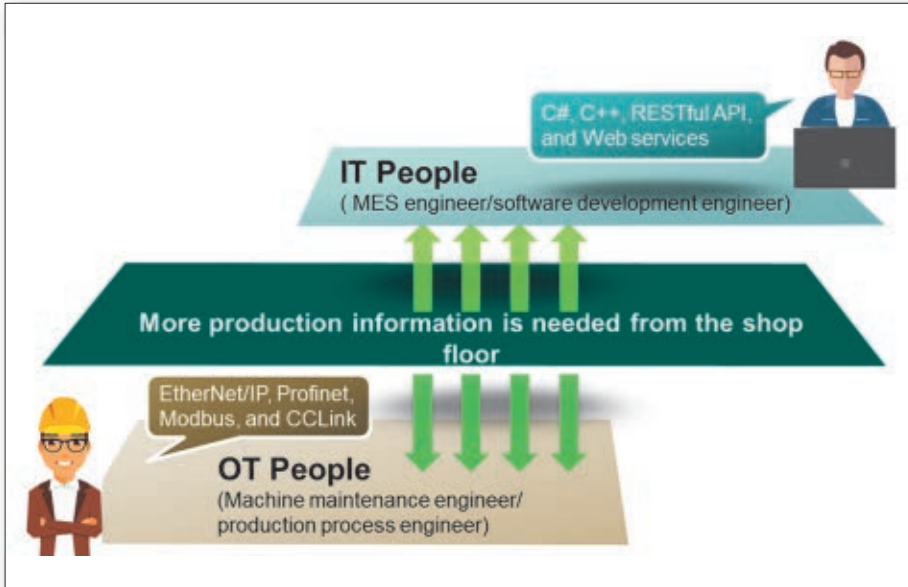 C#, C++, RESTful API,
and Web services
IT People
( MES engineer/software development engineer)
More production information is needed from the shop
floor
EtherNet/IP, Profinet,
Modbus, and CCLink
OT People
(Machine maintenance engineer/
production process engineer)